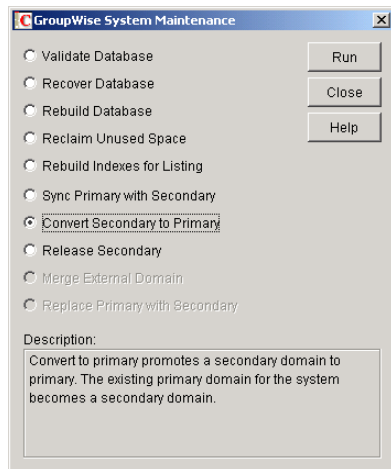 GroupWise System Maintenance
Validate Database
Recover Database
Rebuild Database
Reclaim Unused Space
Rebuild Indexes for Listing
Sync Primary with Secondary
Convert Secondary to Primary
Release Secondary
Merge External Domain
Replace Primary with Secondary
Run
Close
Help
Description:
Convert to primary promotes a secondary domain to
primary. The existing primary domain for the system
becomes a secondary domain.